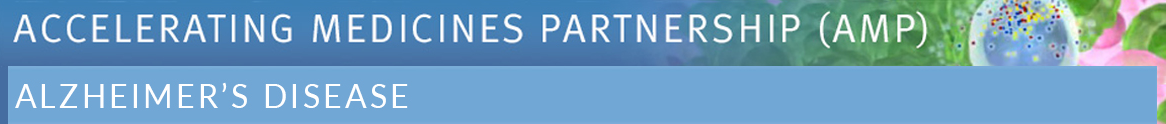 ACCELERATING MEDICINES PARTNERSHIP (AMP)
ALZHEIMER’S DISEASE